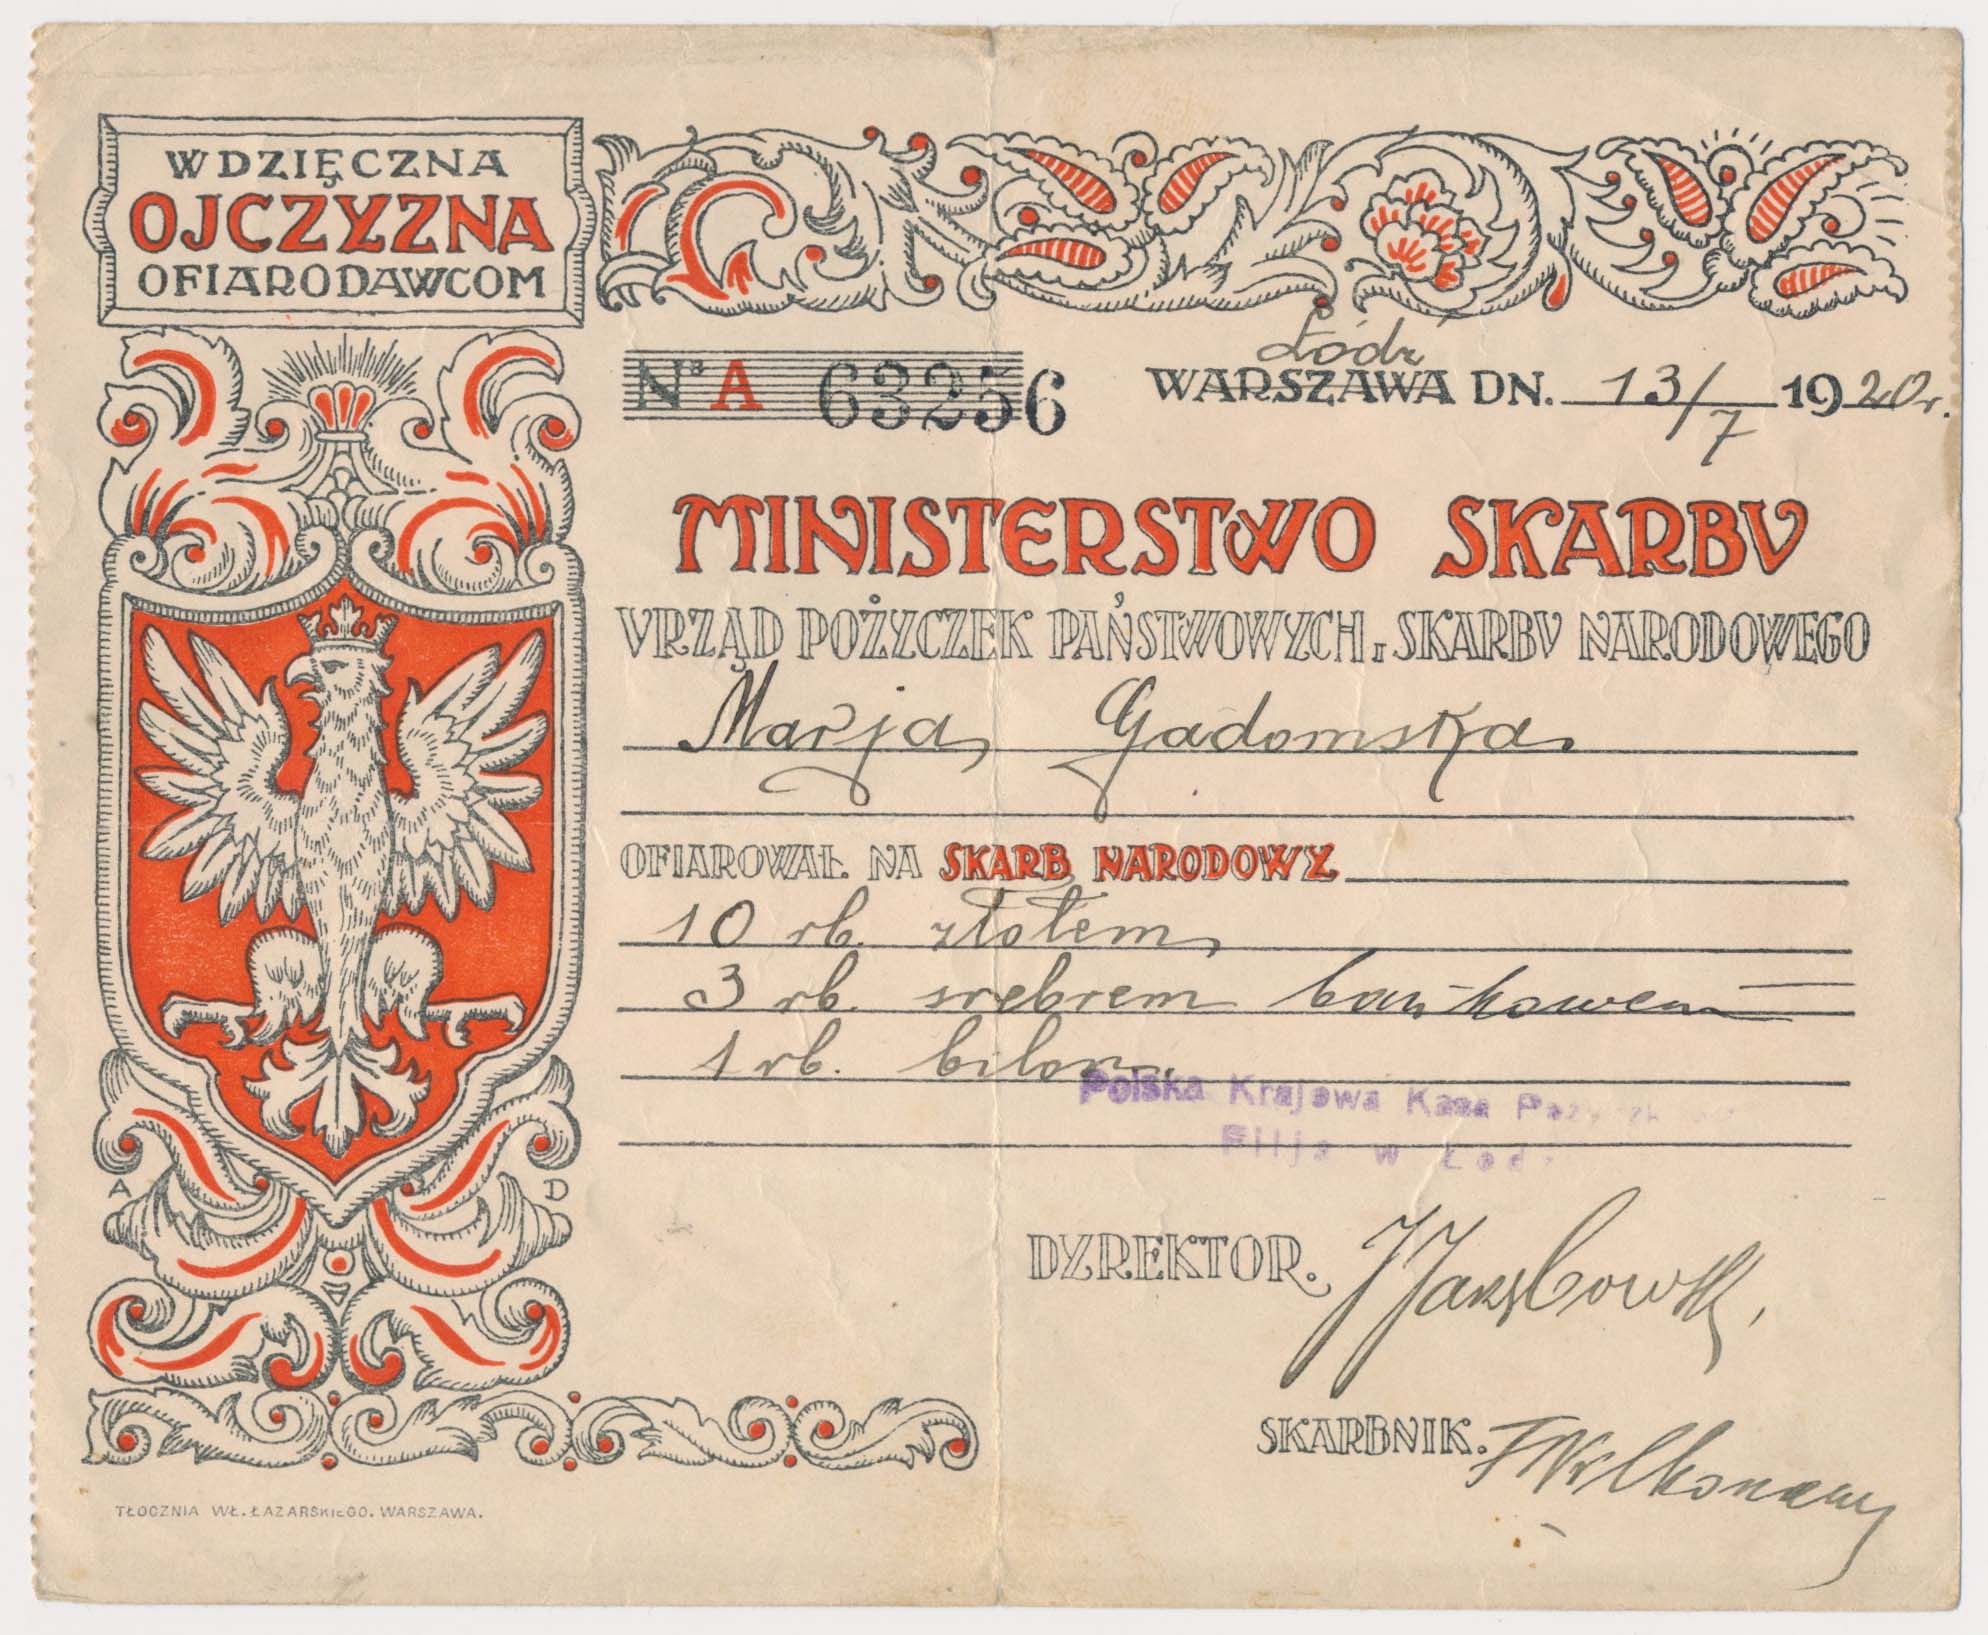 WDZIĘCZNA
OJCZYZNA
OFIARODAWCOM
Nº A 63256
Łódź
WARSZAWA DN. 13/7 1920 r.
MINISTERSTWO SKARBU
URZĄD POŻYCZEK PAŃSTWOWYCH I SKARBU NARODOWEGO
Marja Gadomska
OFIAROWAŁ NA SKARB NARODOWY
10 rb. złotem
3 rb. srebrem bankowem
1 rb. bilon
Polska Krajowa Kasa
Filja w
A D
DYREKTOR.
SKARBNIK.
TŁOCZNIA WŁ. ŁAZARSKIEGO. WARSZAWA.